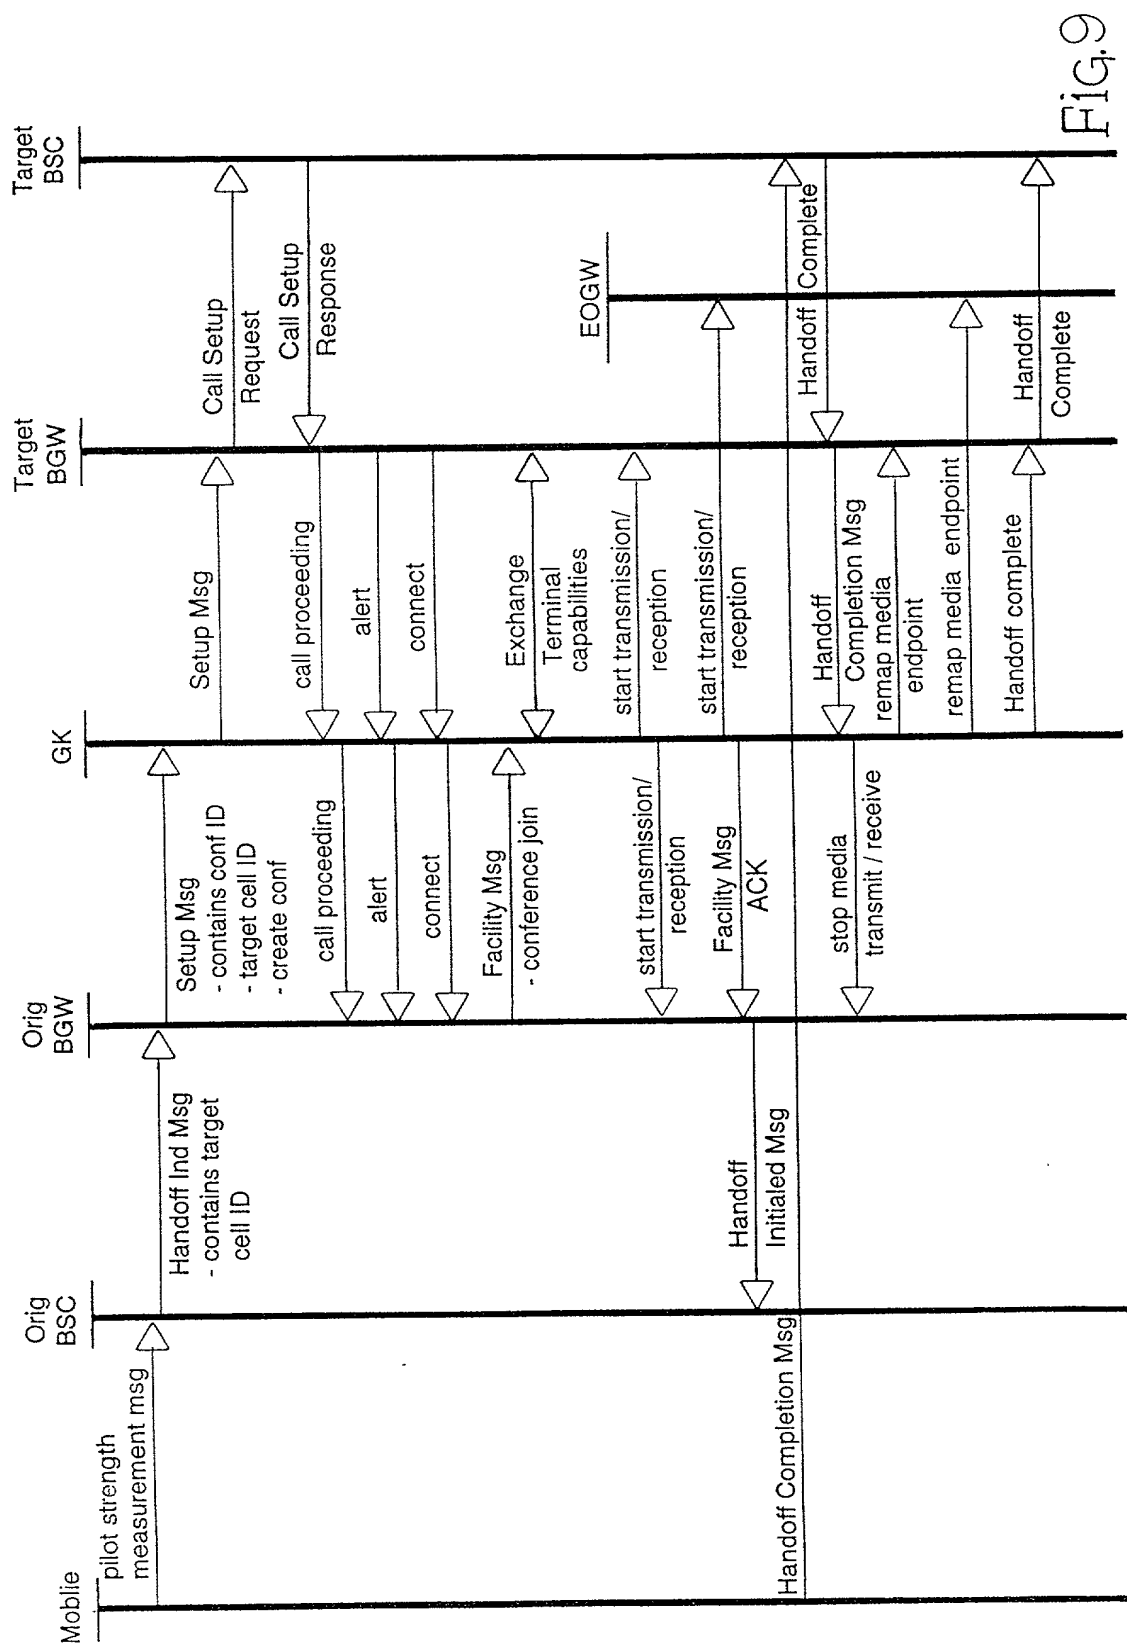 Moblie
Orig
BSC
Orig
BGW
GK
Target
BGW
Target
BSC
pilot strength
measurement msg
Handoff Ind Msg
- contains target
cell ID
Setup Msg
- contains conf ID
- target cell ID
- create conf
Setup Msg
Call Setup
Request
Call Setup
Response
call proceeding
call proceeding
alert
alert
connect
connect
Facility Msg
- conference join
Exchange
Terminal
capabilities
EOGW
start transmission/
reception
start transmission/
reception
start transmission/
reception
Facility Msg
ACK
Handoff
Initialed Msg
Handoff Completion Msg
Handoff Complete
Handoff
Completion Msg
stop media
transmit / receive
remap media
endpoint
remap media endpoint
Handoff complete
Handoff
Complete
FIG.9